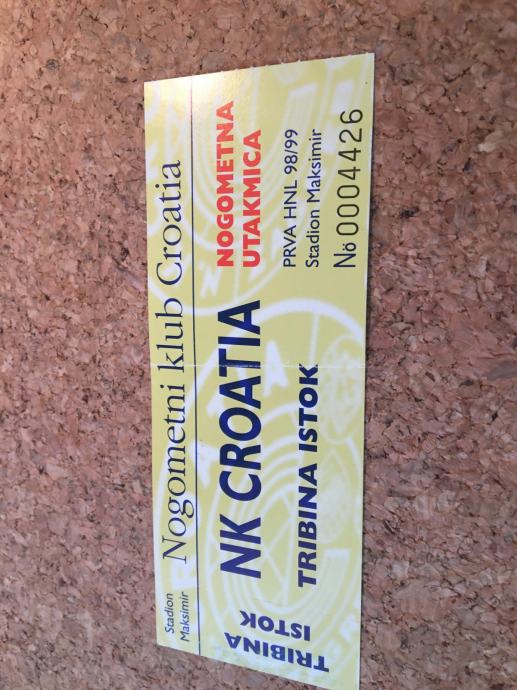 Stadion
Maksimir
Nogometni klub Croatia
NK CROATIA
TRIBINA ISTOK
NOGOMETNA
UTAKMICA
PRVA HNL 98/99
Stadion Maksimir
Nö 0004426
TRIBINA
ISTOK